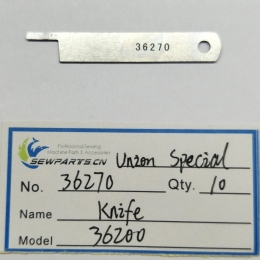 36270
Professional Sewing
Machine Parts & Accessories
SEWPARTS.CN
Union Special
No. 36270 Qty. 10
Name Knife
Model 36200